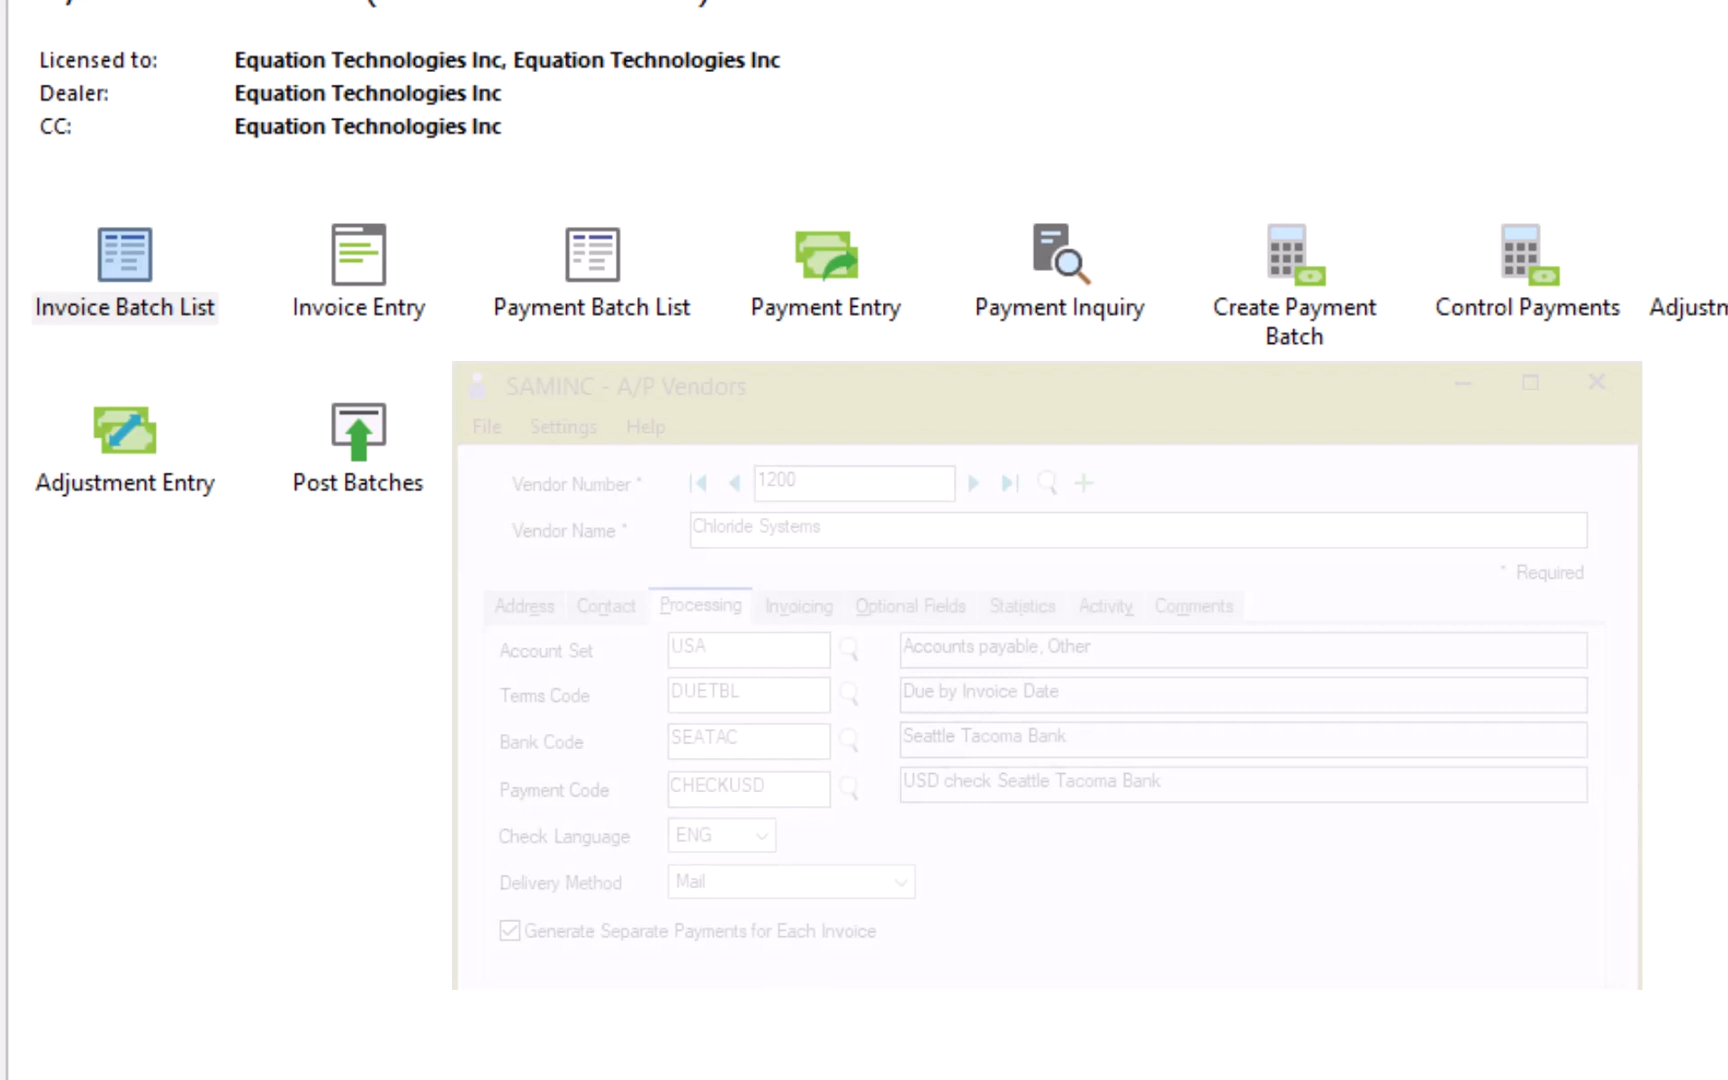 Licensed to: Equation Technologies Inc, Equation Technologies Inc
Dealer: Equation Technologies Inc
CC: Equation Technologies Inc
Invoice Batch List
Invoice Entry
Payment Batch List
Payment Entry
Payment Inquiry
Create Payment
Batch
Control Payments
Adjustn
Adjustment Entry
Post Batches
SAMINC - A/P Vendors
File Settings Help
Vendor Number * 1200
Vendor Name * Chloride Systems
* Required
Address Contact Processing Invoicing Optional Fields Statistics Activity Comments
Account Set USA Accounts payable, Other
Terms Code DUETBL Due by Invoice Date
Bank Code SEATAC Seattle Tacoma Bank
Payment Code CHECKUSD USD check Seattle Tacoma Bank
Check Language ENG
Delivery Method Mail
Generate Separate Payments for Each Invoice